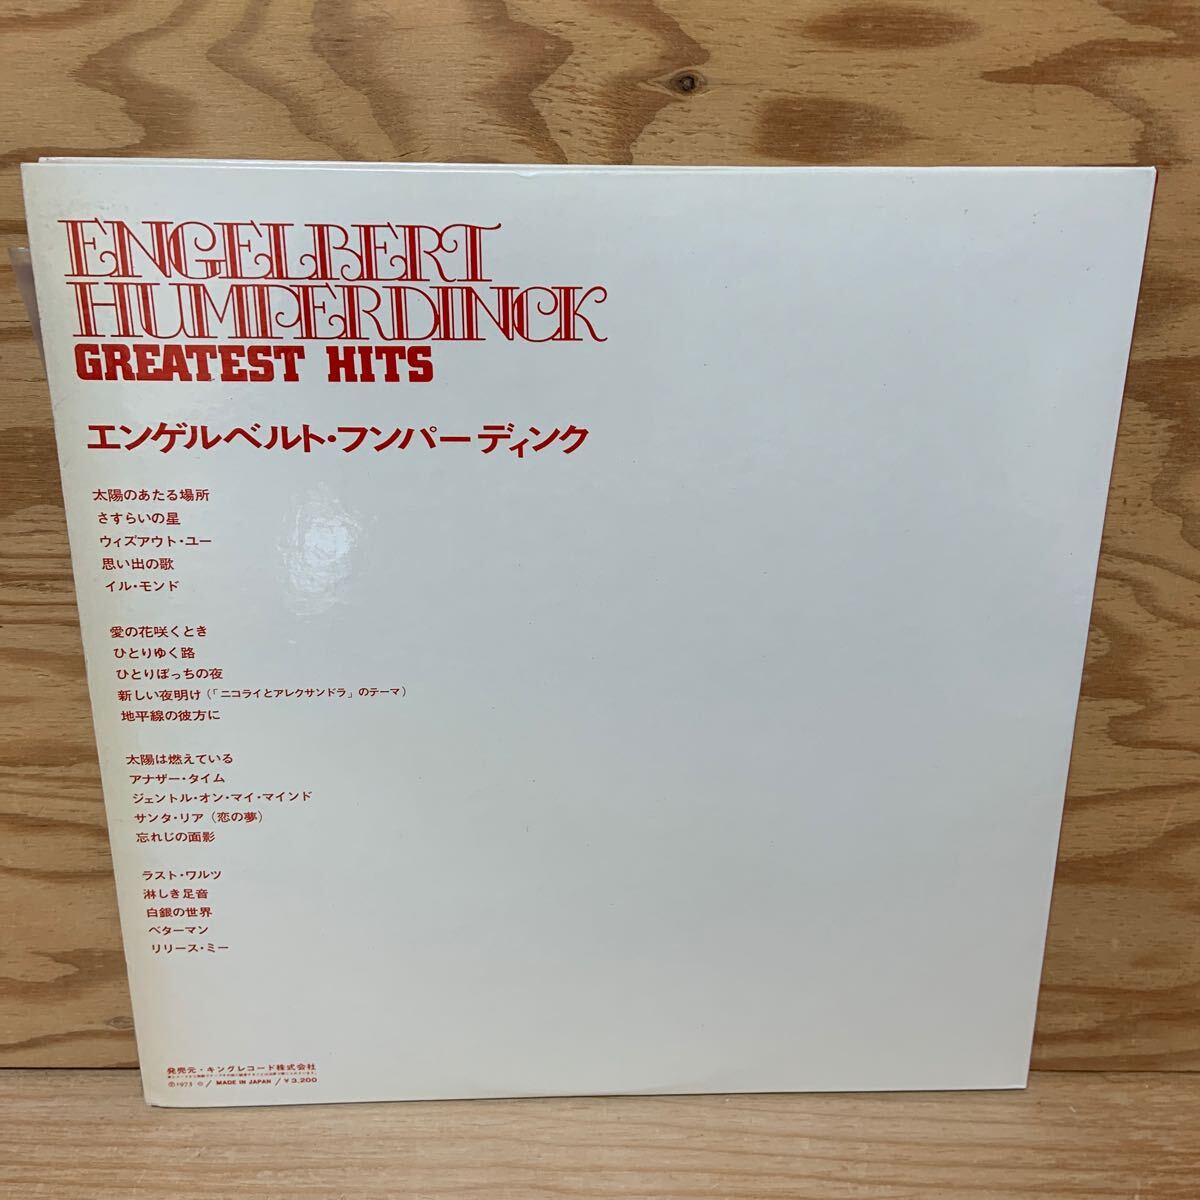 ENGELBERT
HUMPERDINCK
GREATEST HITS
エンゲルベルト・フンパーディンク
太陽のあたる場所
さすらいの星
ウィズアウト・ユー
思い出の歌
イル・モンド
愛の花咲くとき
ひとりゆく路
ひとりぼっちの夜
新しい夜明け(「ニコライとアレクサンドラ」のテーマ)
地平線の彼方に
太陽は燃えている
アナザー・タイム
ジェントル・オン・マイ・マインド
サンタ・リア(恋の夢)
忘れじの面影
ラスト・ワルツ
淋しき足音
白銀の世界
ベターマン
リリース・ミー
発売元・キングレコード株式会社
Ⓟ1973 ©/ MADE IN JAPAN / ¥3,200